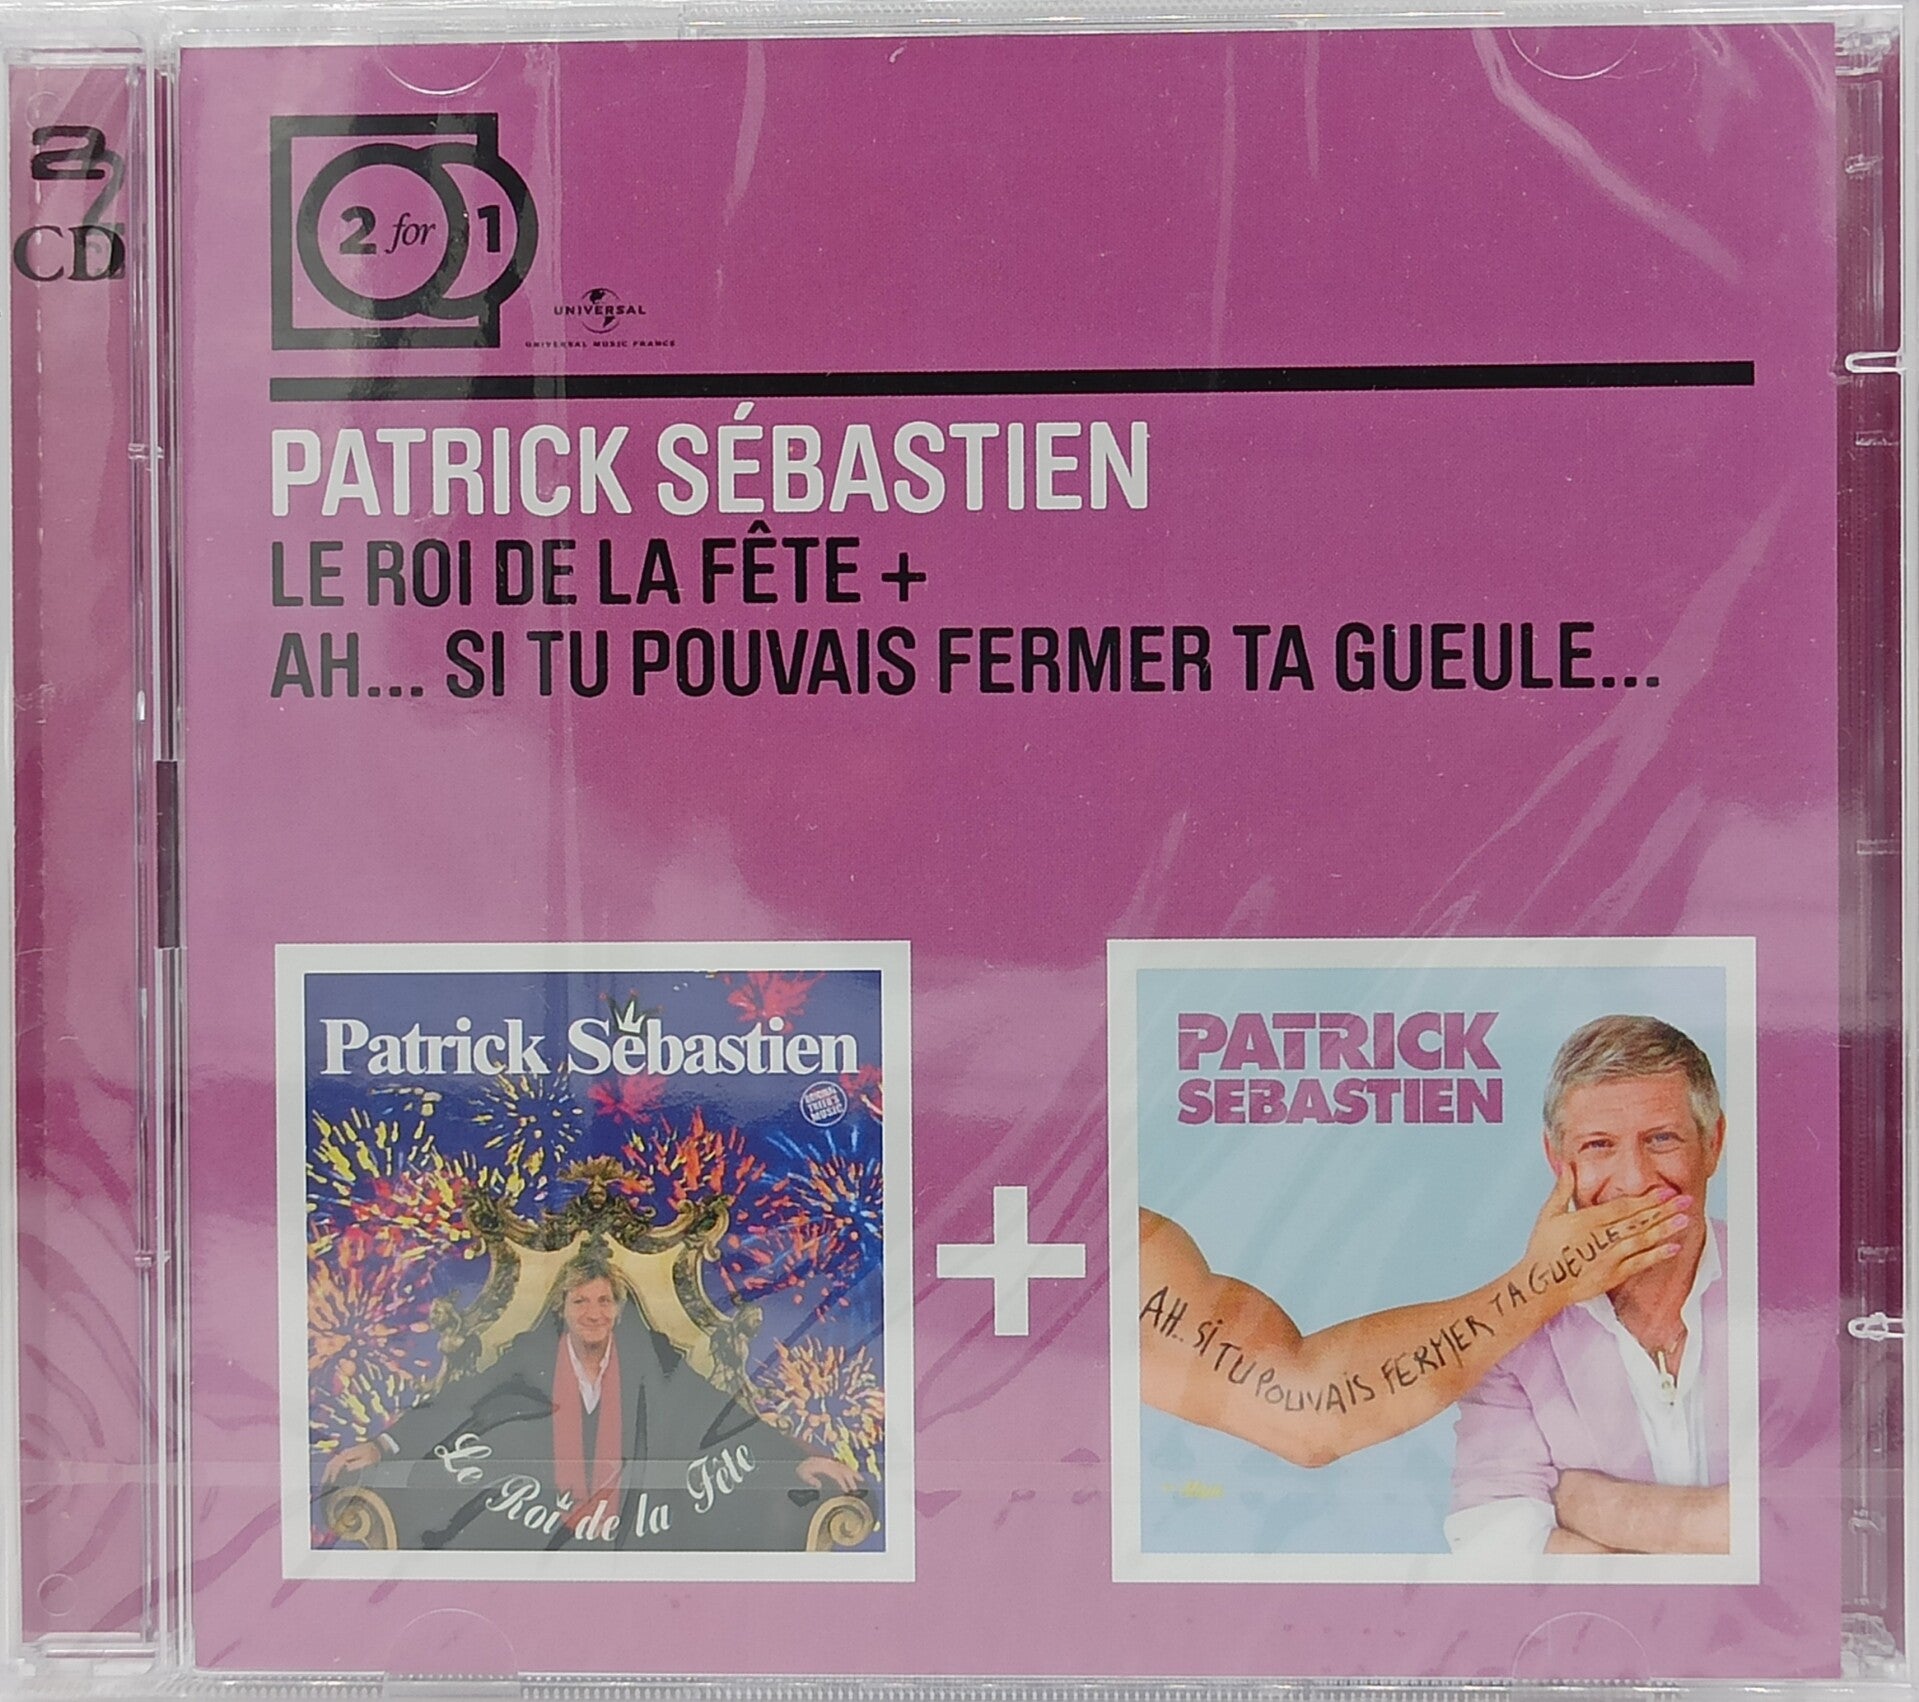 2
CD
2 for 1
UNIVERSAL
UNIVERSAL MUSIC FRANCE
PATRICK SÉBASTIEN
LE ROI DE LA FÊTE +
AH... SI TU POUVAIS FERMER TA GUEULE...
Patrick Sébastien
Le Roi de la Fête
+
PATRICK
SEBASTIEN
AH.. SI TU POUVAIS FERMER TA GUEULE...